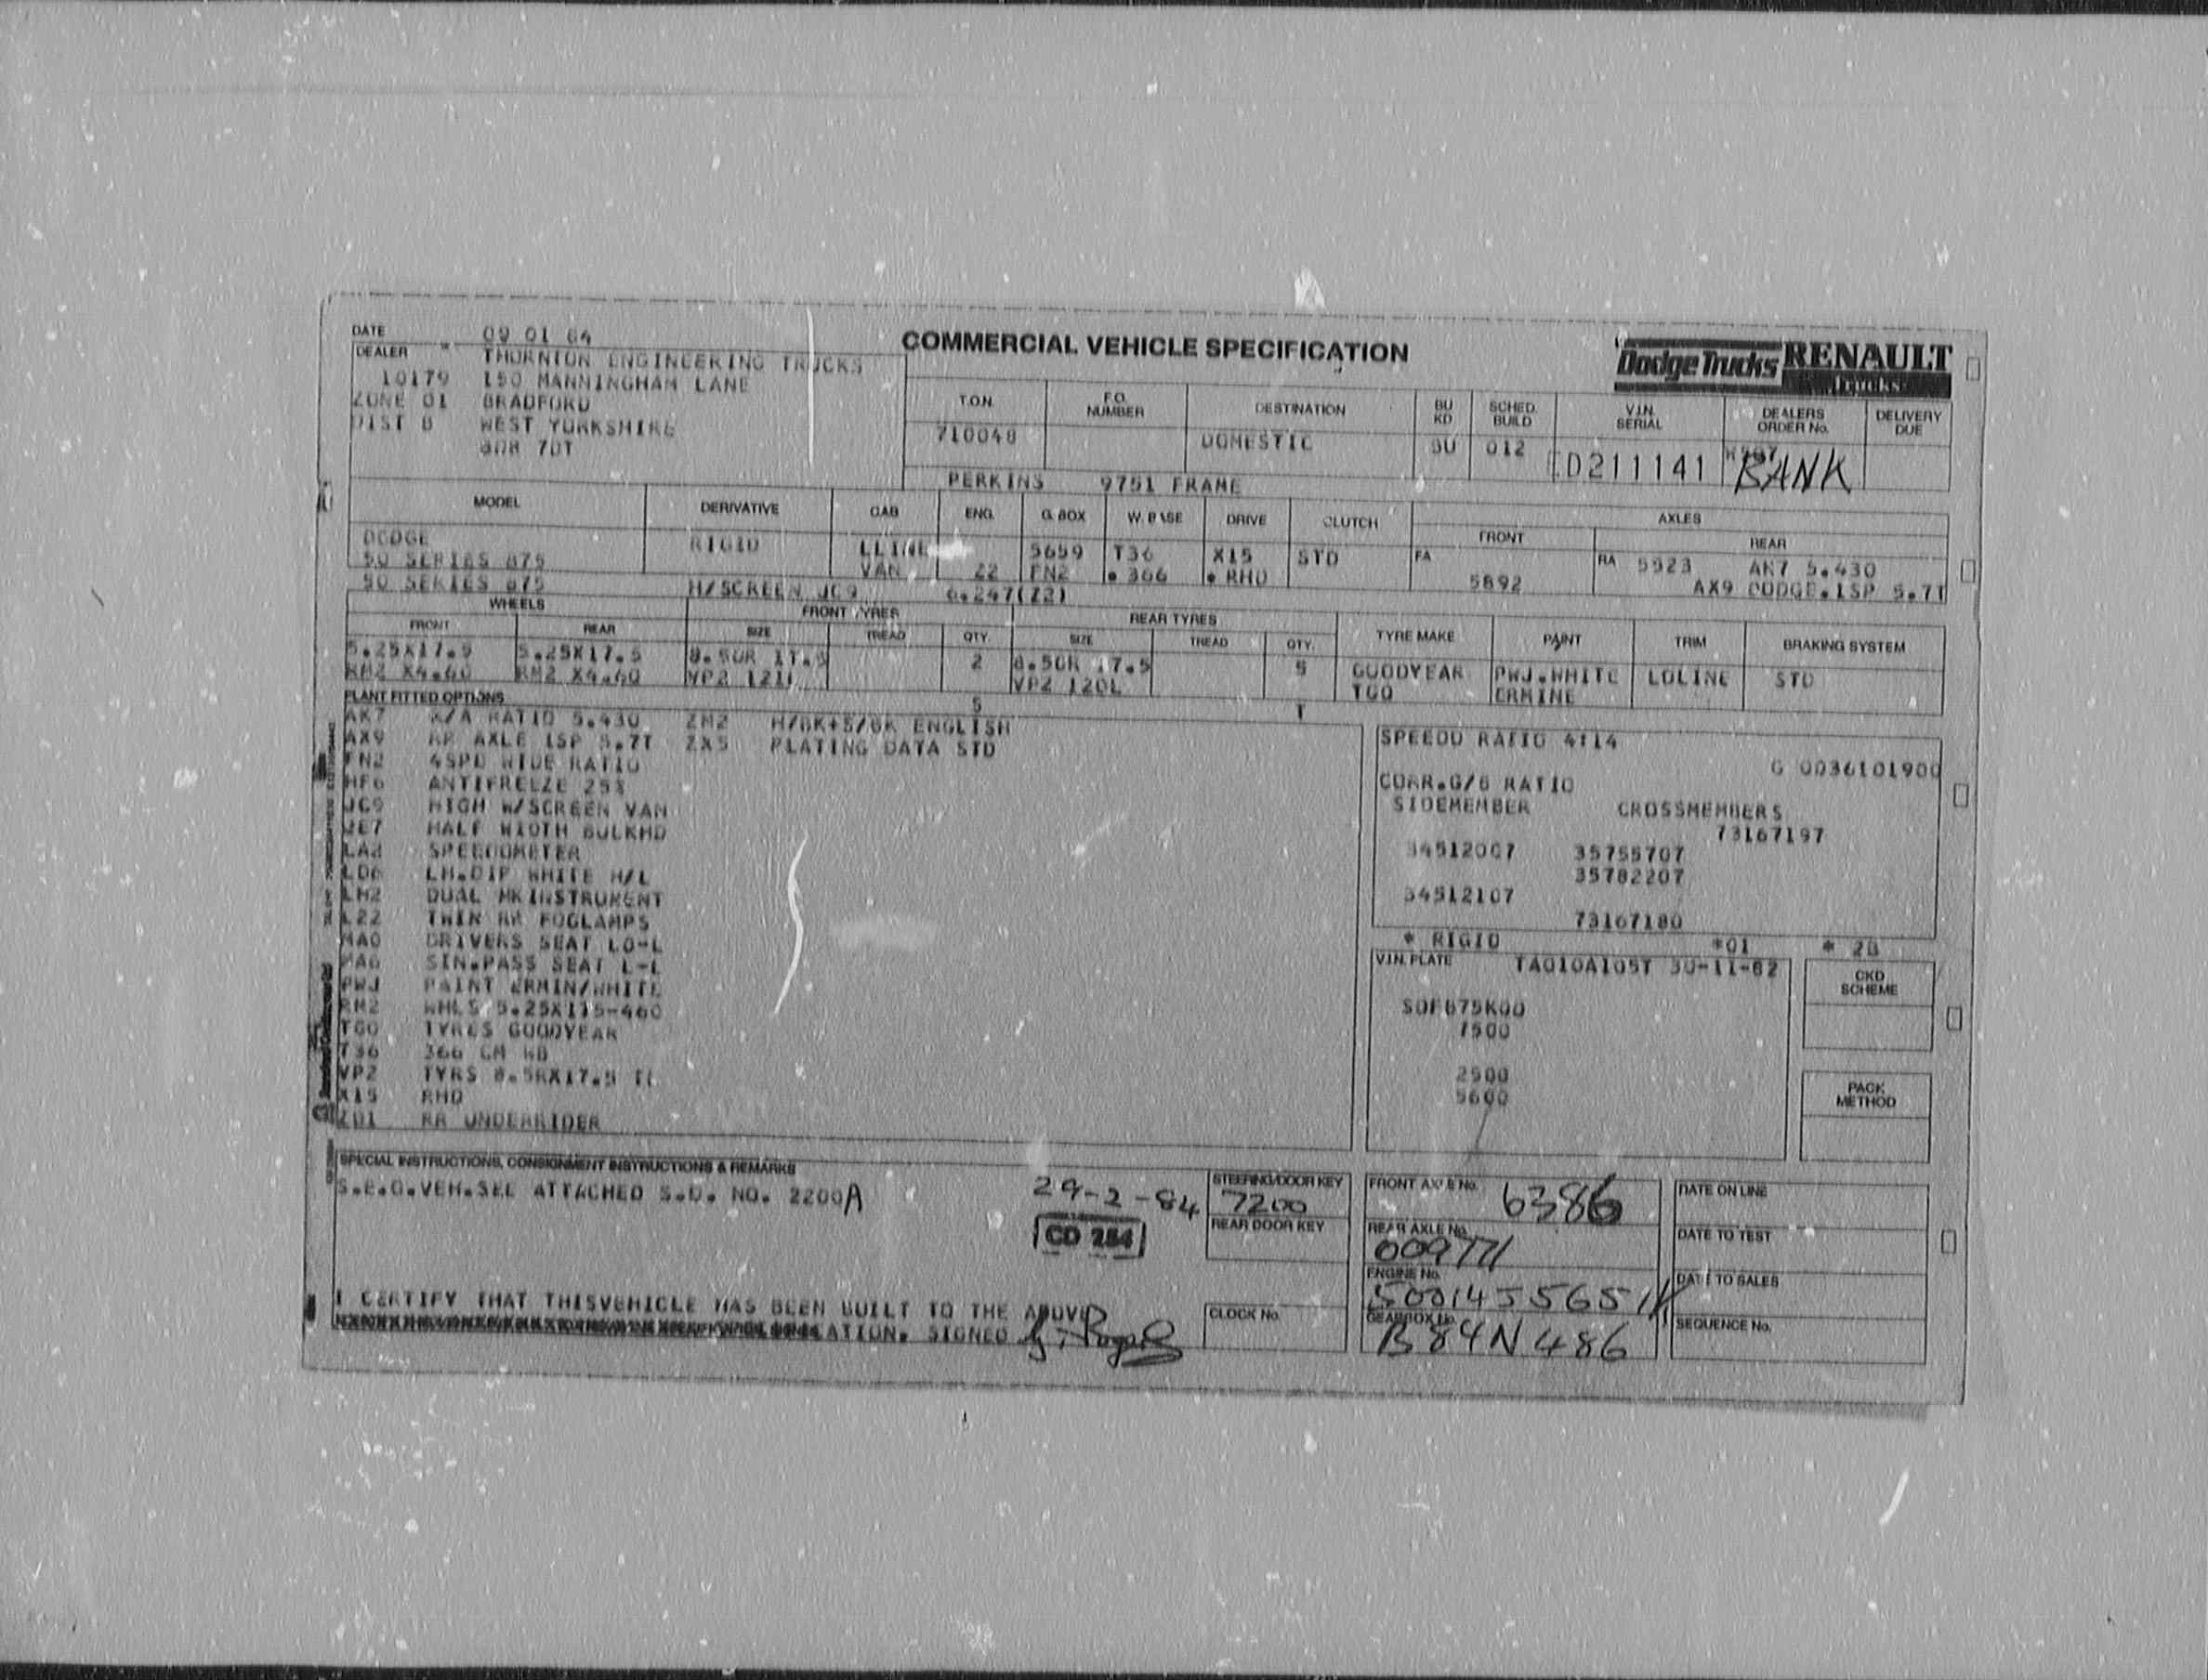 COMMERCIAL VEHICLE SPECIFICATION
Dodge Trucks RENAULT
Trucks
DATE 09 01 84
DEALER THORNTON ENGINEERING TRUCKS
10179 150 MANNINGHAM LANE
ZONE 01 BRADFORD
DIST B WEST YORKSHIRE
BD8 7DT
T.O.N. F.O. NUMBER DESTINATION BU KD SCHED. BUILD V.I.N. SERIAL DEALERS ORDER No. DELIVERY DUE
710048 DOMESTIC BU 012 ED211141 BANK
PERKINS 9751 FRAME
MODEL DERIVATIVE CAB ENG. G. BOX W. BASE DRIVE CLUTCH AXLES
FRONT REAR
DODGE RIGID LLINE 5659 T36 X15 STD FA RA 5923 AK7 5.430
50 SERIES 875 VAN Z2 FN2 • 366 • RHD 5892 AX9 DODGE.1SP 5.7T
50 SERIES 875 H/SCREEN JC9 6.247(Z2)
WHEELS FRONT TYRES REAR TYRES TYRE MAKE PAINT TRIM BRAKING SYSTEM
FRONT REAR SIZE TREAD QTY. SIZE TREAD QTY.
5.25X17.5 5.25X17.5 8.50R 17.5 2 8.50R 17.5 5 GOODYEAR PWJ.WHITE LOLINE STD
RM2 X4.60 RM2 X4.60 VP2 121L VP2 120L TGO ERMINE
PLANT FITTED OPTIONS S T
AK7 R/A RATIO 5.430 ZM2 H/BK+S/BK ENGLISH
AX9 RR AXLE 1SP 5.7T ZX5 PLATING DATA STD
FN2 4SPD WIDE RATIO
HF6 ANTIFREEZE 25%
JC9 HIGH W/SCREEN VAN
JE7 HALF WIDTH BULKHD
LA2 SPEEDOMETER
LD6 LH.DIP WHITE H/L
LM2 DUAL MKINSTRUMENT
L22 TWIN RR FOGLAMPS
MA0 DRIVERS SEAT LO-L
MA6 SIN.PASS SEAT L-L
PWJ PAINT ERMIN/WHITE
RM2 WHLS 5.25X175-460
TGO TYRES GOODYEAR
T36 366 CM WB
VP2 TYRS 8.5RX17.5 TL
X15 RHD
Z01 RR UNDERRIDER
SPEEDO RATIO 4:14
G 0036101900
CORR.G/B RATIO
SIDEMEMBER CROSSMEMBERS
73167197
34512007 35755707
35782207
34512107
73167180
* RIGID *01 * 2B
V.I.N. PLATE TA010A105T 30-11-82
SDF675K00
7500
2500
5600
CKD SCHEME
PACK METHOD
SPECIAL INSTRUCTIONS, CONSIGNMENT INSTRUCTIONS & REMARKS
S.E.O.VEH.SEE ATTACHED S.O. NO. 2200A
29-2-84
CD 284
STEERING/DOOR KEY 7200
REAR DOOR KEY
CLOCK No.
FRONT AXLE No. 6386
REAR AXLE No. 009771
ENGINE No.
GEARBOX No. B84N486
DATE ON LINE
DATE TO TEST
DATE TO SALES
SEQUENCE No.
I CERTIFY THAT THISVEHICLE HAS BEEN BUILT TO THE ABOVE
SIGNED